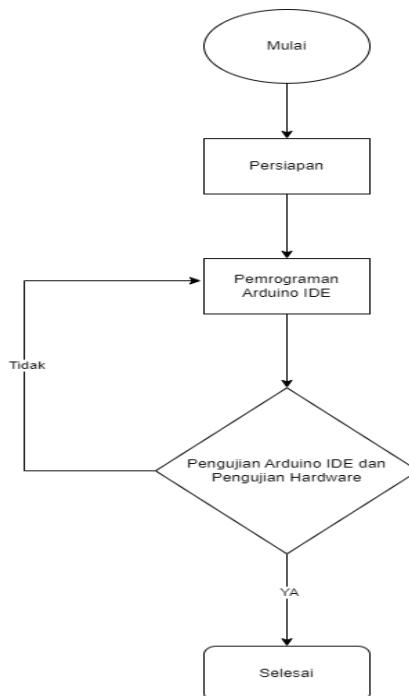 Mulai
Persiapan
Pemrograman
Arduino IDE
Tidak
Pengujian Arduino IDE dan
Pengujian Hardware
YA
Selesai